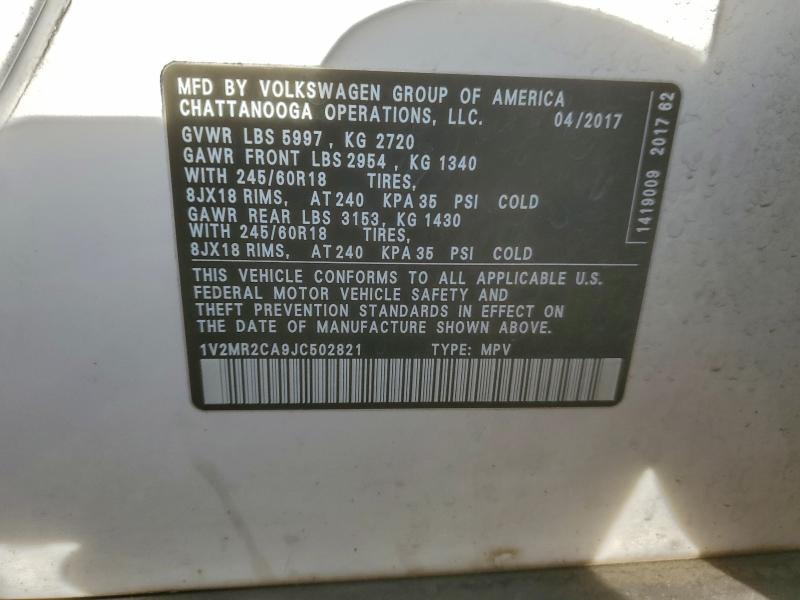 MFD BY VOLKSWAGEN GROUP OF AMERICA
CHATTANOOGA OPERATIONS, LLC. 04/2017
GVWR LBS 5997, KG 2720
GAWR FRONT LBS 2954, KG 1340
WITH 245/60R18 TIRES,
8JX18 RIMS, AT 240 KPA 35 PSI COLD
GAWR REAR LBS 3153, KG 1430
WITH 245/60R18 TIRES,
8JX18 RIMS, AT 240 KPA 35 PSI COLD
THIS VEHICLE CONFORMS TO ALL APPLICABLE U.S.
FEDERAL MOTOR VEHICLE SAFETY AND
THEFT PREVENTION STANDARDS IN EFFECT ON
THE DATE OF MANUFACTURE SHOWN ABOVE.
1V2MR2CA9JC502821 TYPE: MPV
1419009 2017 62